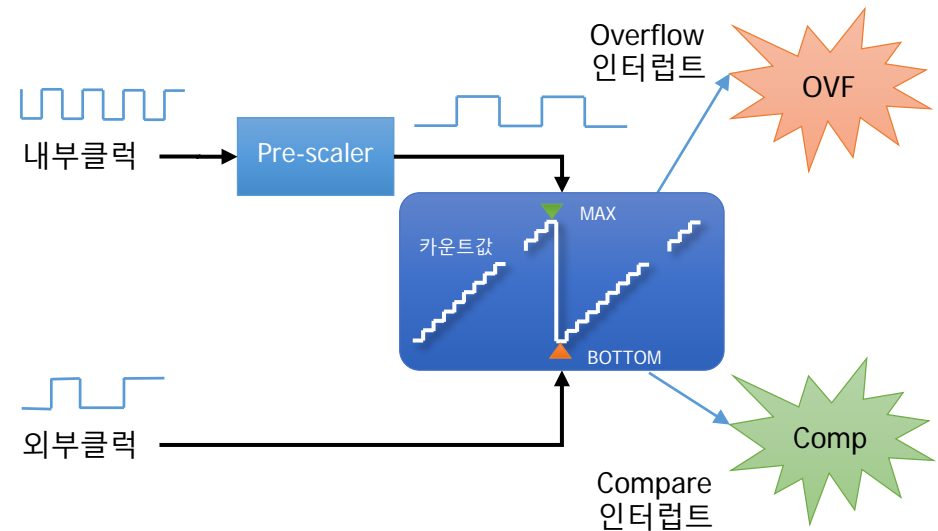 Overflow
인터럽트
OVF
내부클럭
Pre-scaler
MAX
카운트값
BOTTOM
외부클럭
Comp
Compare
인터럽트